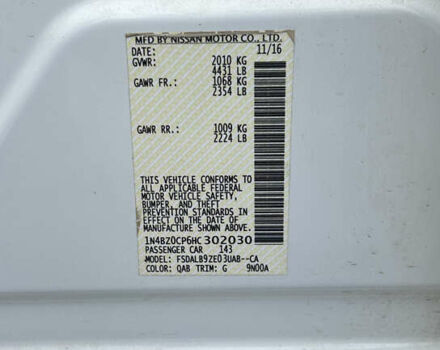 MFD BY NISSAN MOTOR CO., LTD.
DATE: 11/16
GVWR: 2010 KG
4431 LB
GAWR FR.: 1068 KG
2354 LB
GAWR RR.: 1009 KG
2224 LB
THIS VEHICLE CONFORMS TO
ALL APPLICABLE FEDERAL
MOTOR VEHICLE SAFETY,
BUMPER, AND THEFT
PREVENTION STANDARDS IN
EFFECT ON THE DATE OF
MANUFACTURE SHOWN ABOVE.
1N4BZ0CP6HC302030
PASSENGER CAR 143
MODEL: FSDALB9ZE03UAB--CA
COLOR: QAB TRIM: G 9N00A